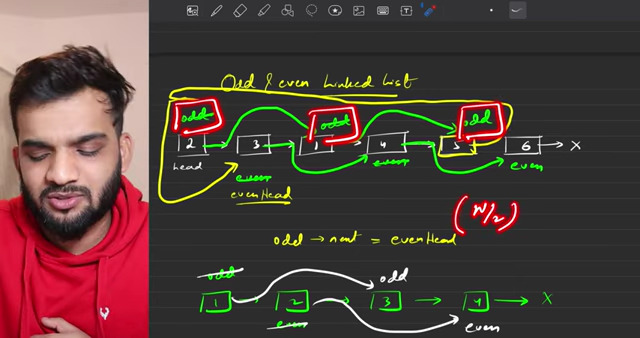 Odd & even Linked List
odd odd odd
2 3 1 4 5 6 X
head even even even
evenHead
(N/2)
odd → next = evenHead
odd odd
1 2 3 4 X
even even